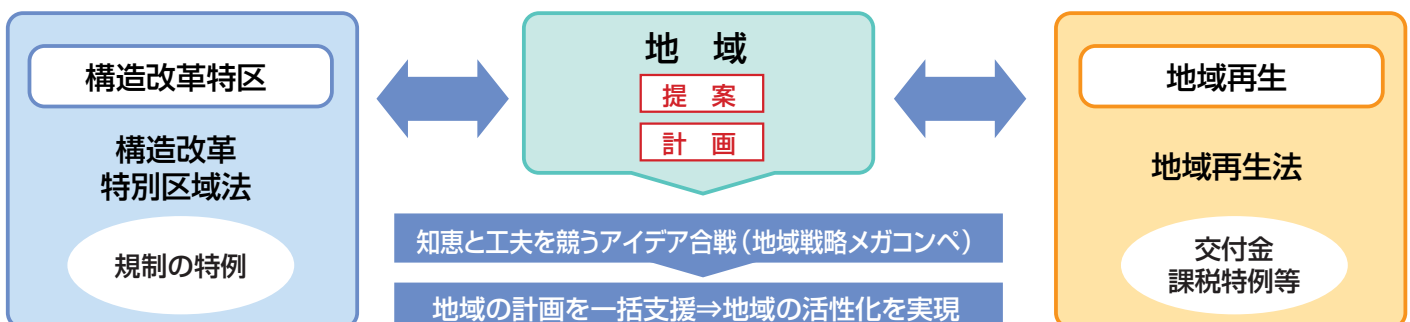 構造改革特区
構造改革
特別区域法
規制の特例
地　域
提　案
計　画
知恵と工夫を競うアイデア合戦（地域戦略メガコンペ）
地域の計画を一括支援⇒地域の活性化を実現
地域再生
地域再生法
交付金
課税特例等